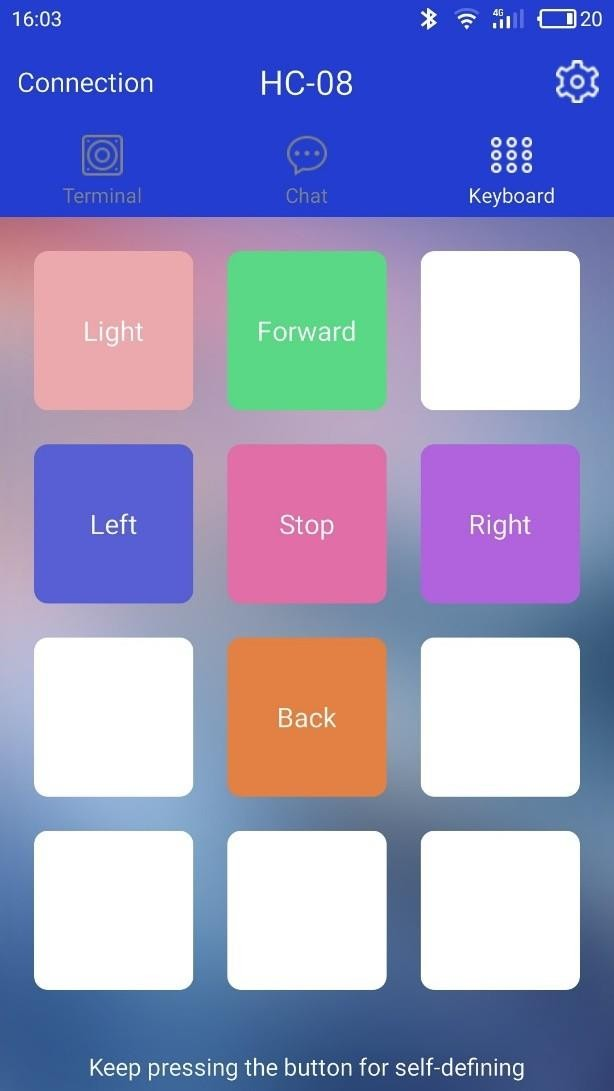 16:03 4G 20
Connection HC-08
Terminal Chat Keyboard
Light Forward
Left Stop Right
Back
Keep pressing the button for self-defining